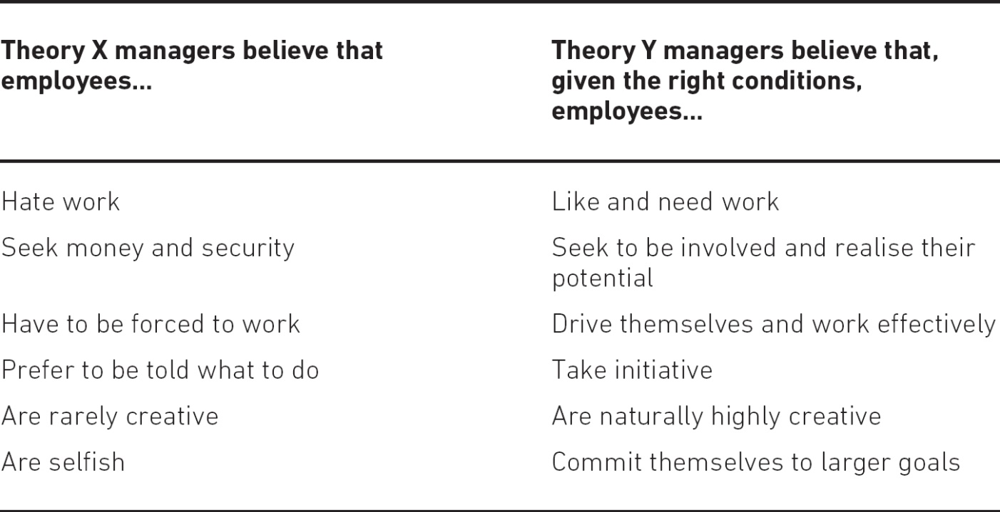 Theory X managers believe that
employees...
Theory Y managers believe that,
given the right conditions,
employees...
Hate work
Like and need work
Seek money and security
Seek to be involved and realise their
potential
Have to be forced to work
Drive themselves and work effectively
Prefer to be told what to do
Take initiative
Are rarely creative
Are naturally highly creative
Are selfish
Commit themselves to larger goals